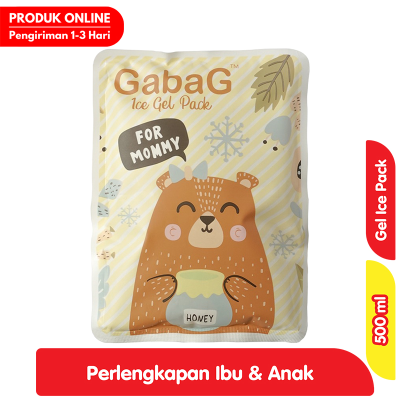 PRODUK ONLINE
Pengiriman 1-3 Hari
GabaG™
Ice Gel Pack
FOR
MOMMY
HONEY
Gel Ice Pack
500 ml
Perlengkapan Ibu & Anak